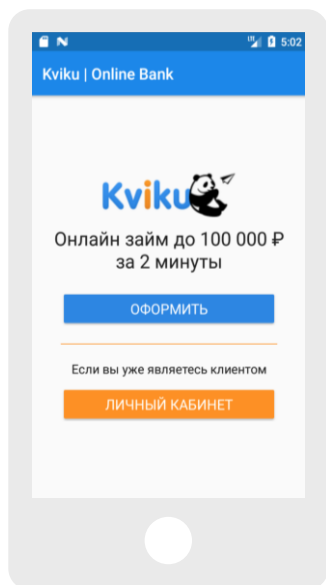 5:02
Kviku | Online Bank
Kviku
Онлайн займ до 100 000 ₽
за 2 минуты
ОФОРМИТЬ
Если вы уже являетесь клиентом
ЛИЧНЫЙ КАБИНЕТ